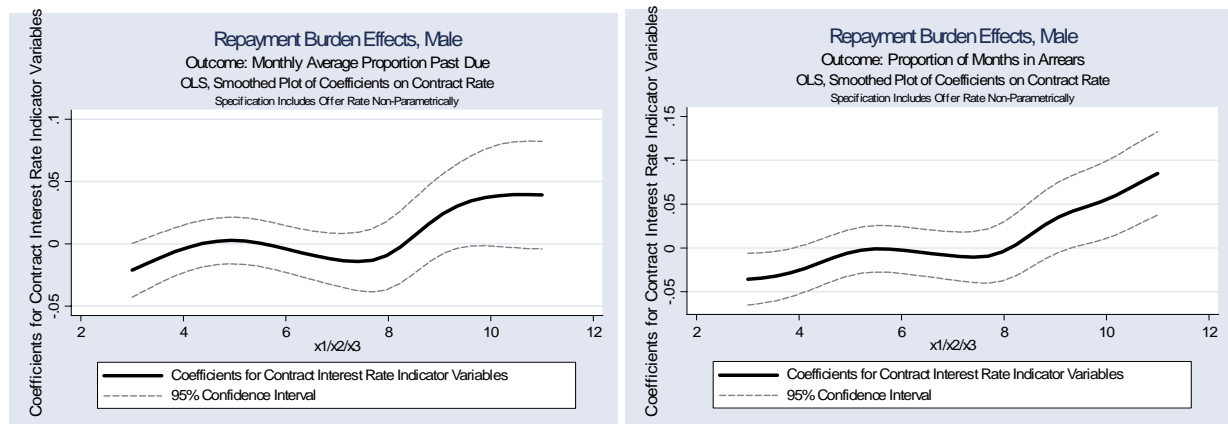 Repayment Burden Effects, Male
Outcome: Monthly Average Proportion Past Due
OLS, Smoothed Plot of Coefficients on Contract Rate
Specification Includes Offer Rate Non-Parametrically
Coefficients for Contract Interest Rate Indicator Variables
.1
.05
0
-.05
2 4 6 8 10 12
x1/x2/x3
Coefficients for Contract Interest Rate Indicator Variables
95% Confidence Interval
Repayment Burden Effects, Male
Outcome: Proportion of Months in Arrears
OLS, Smoothed Plot of Coefficients on Contract Rate
Specification Includes Offer Rate Non-Parametrically
Coefficients for Contract Interest Rate Indicator Variables
.15
.1
.05
0
-.05
2 4 6 8 10 12
x1/x2/x3
Coefficients for Contract Interest Rate Indicator Variables
95% Confidence Interval